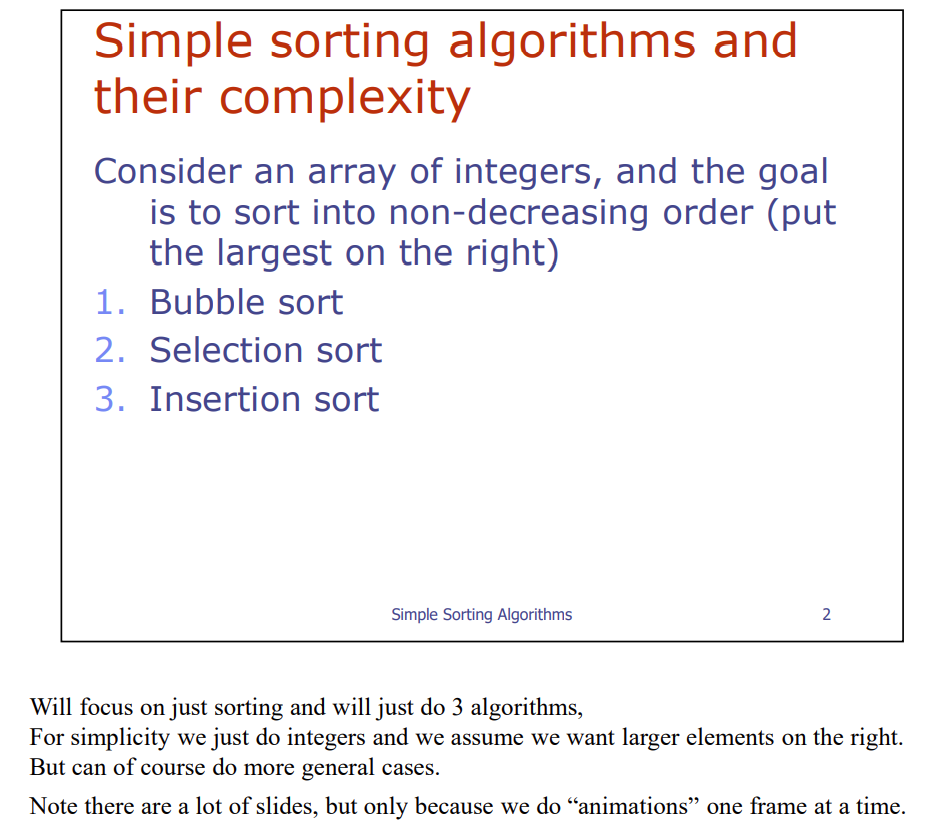 Simple sorting algorithms and
their complexity
Consider an array of integers, and the goal
is to sort into non-decreasing order (put
the largest on the right)
1. Bubble sort
2. Selection sort
3. Insertion sort
Simple Sorting Algorithms 2
Will focus on just sorting and will just do 3 algorithms,
For simplicity we just do integers and we assume we want larger elements on the right.
But can of course do more general cases.
Note there are a lot of slides, but only because we do “animations” one frame at a time.